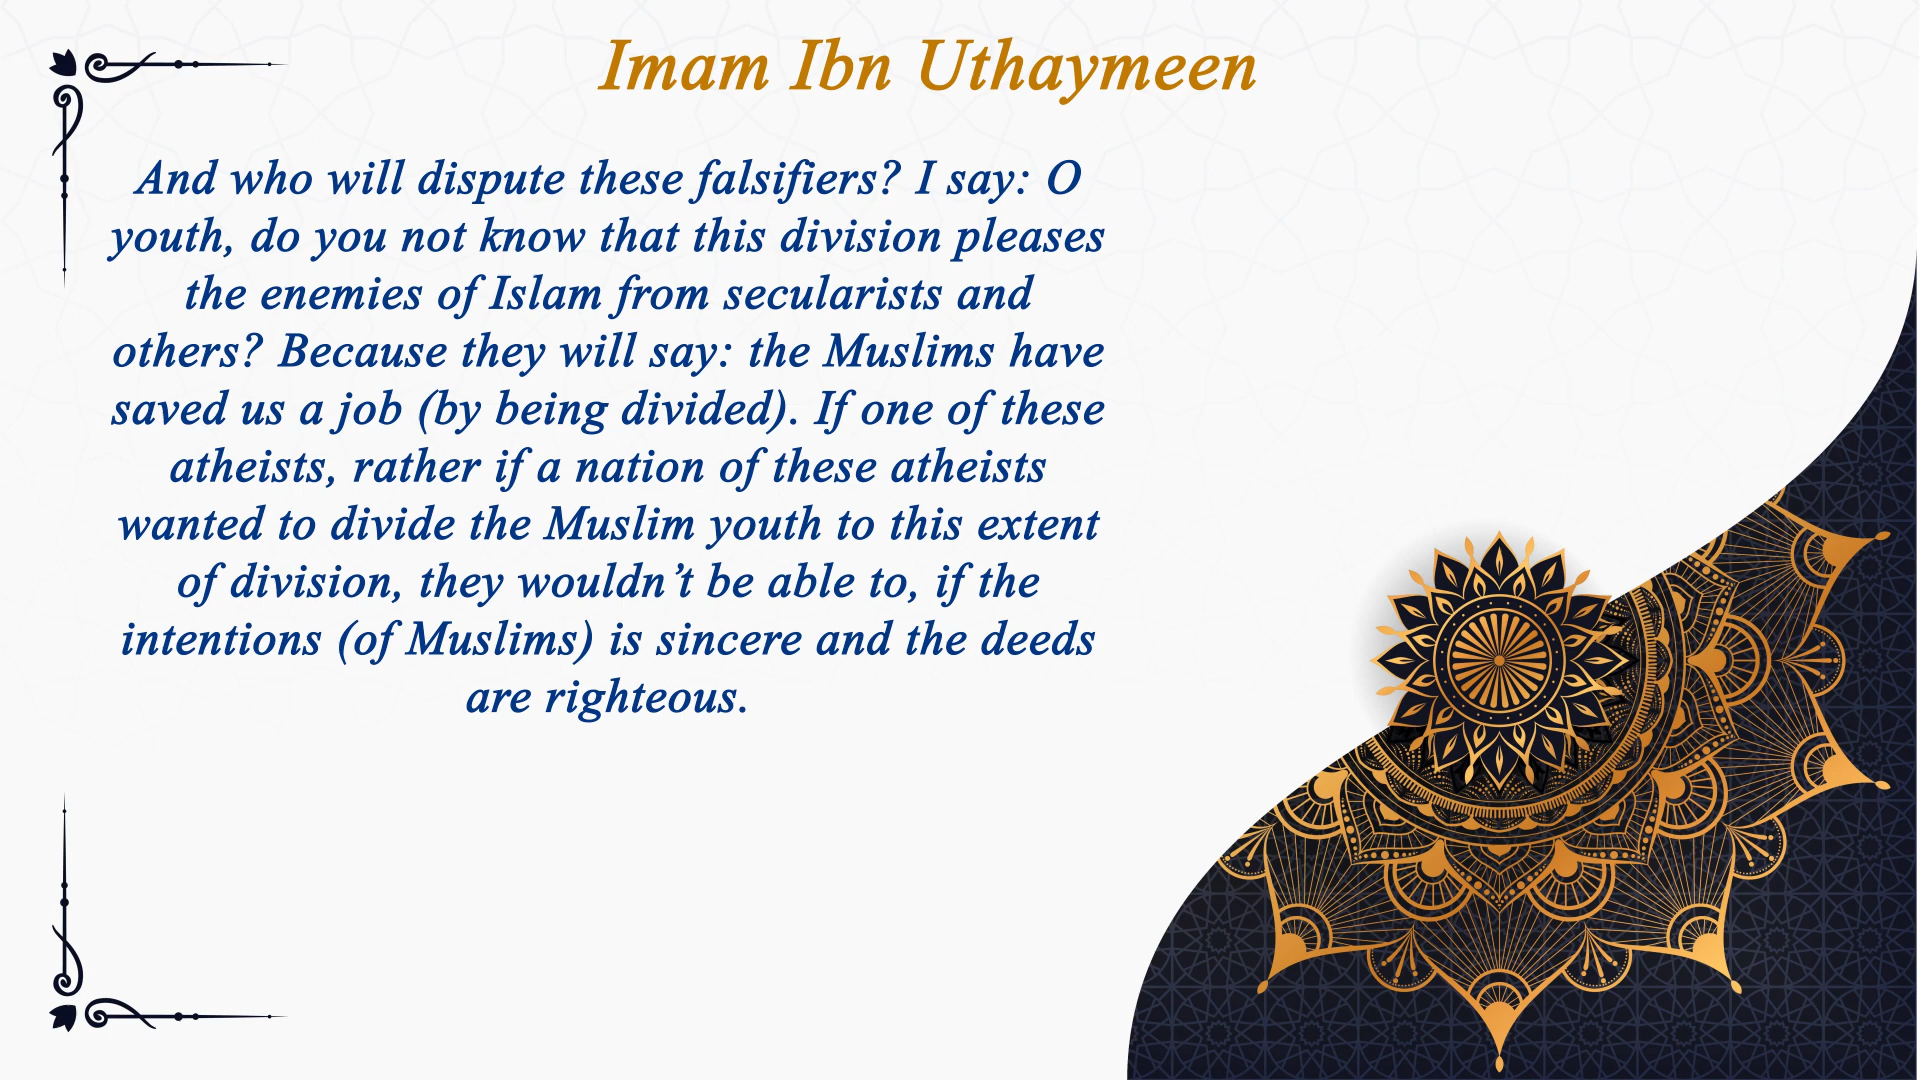 Imam Ibn Uthaymeen
And who will dispute these falsifiers? I say: O
youth, do you not know that this division pleases
the enemies of Islam from secularists and
others? Because they will say: the Muslims have
saved us a job (by being divided). If one of these
atheists, rather if a nation of these atheists
wanted to divide the Muslim youth to this extent
of division, they wouldn’t be able to, if the
intentions (of Muslims) is sincere and the deeds
are righteous.